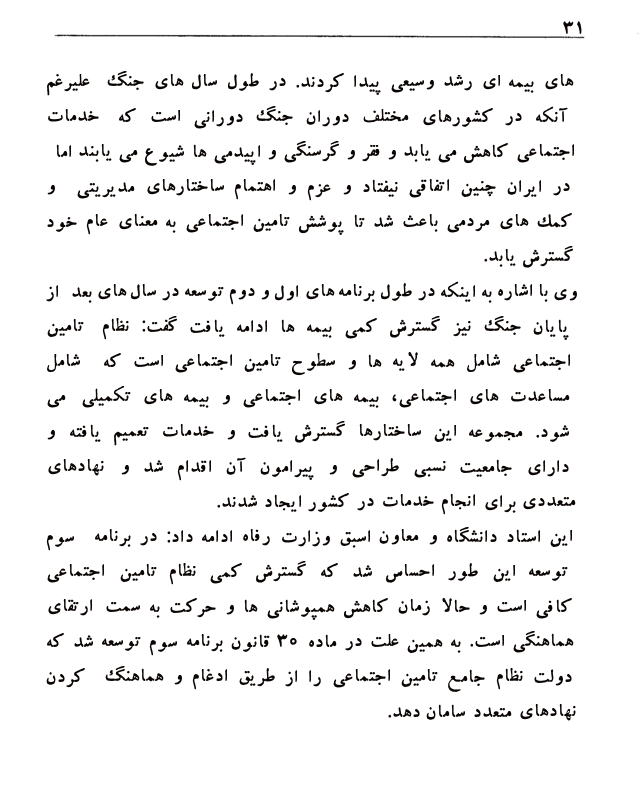 ۳۱
های بیمه ای رشد وسیعی پیدا کردند. در طول سال های جنگ علیرغم
آنکه در کشورهای مختلف دوران جنگ دورانی است که خدمات
اجتماعی کاهش می یابد و فقر و گرسنگی و اپیدمی ها شیوع می یابند اما
در ایران چنین اتفاقی نیفتاد و عزم و اهتمام ساختارهای مدیریتی و
کمک های مردمی باعث شد تا پوشش تامین اجتماعی به معنای عام خود
گسترش یابد.
وی با اشاره به اینکه در طول برنامه های اول و دوم توسعه در سال های بعد از
پایان جنگ نیز گسترش کمی بیمه ها ادامه یافت گفت: نظام تامین
اجتماعی شامل همه لایه ها و سطوح تامین اجتماعی است که شامل
مساعدت های اجتماعی، بیمه های اجتماعی و بیمه های تکمیلی می
شود. مجموعه این ساختارها گسترش یافت و خدمات تعمیم یافته و
دارای جامعیت نسبی طراحی و پیرامون آن اقدام شد و نهادهای
متعددی برای انجام خدمات در کشور ایجاد شدند.
این استاد دانشگاه و معاون اسبق وزارت رفاه ادامه داد: در برنامه سوم
توسعه این طور احساس شد که گسترش کمی نظام تامین اجتماعی
کافی است و حالا زمان کاهش همپوشانی ها و حرکت به سمت ارتقای
هماهنگی است. به همین علت در ماده ۳۰ قانون برنامه سوم توسعه شد که
دولت نظام جامع تامین اجتماعی را از طریق ادغام و هماهنگ کردن
نهادهای متعدد سامان دهد.